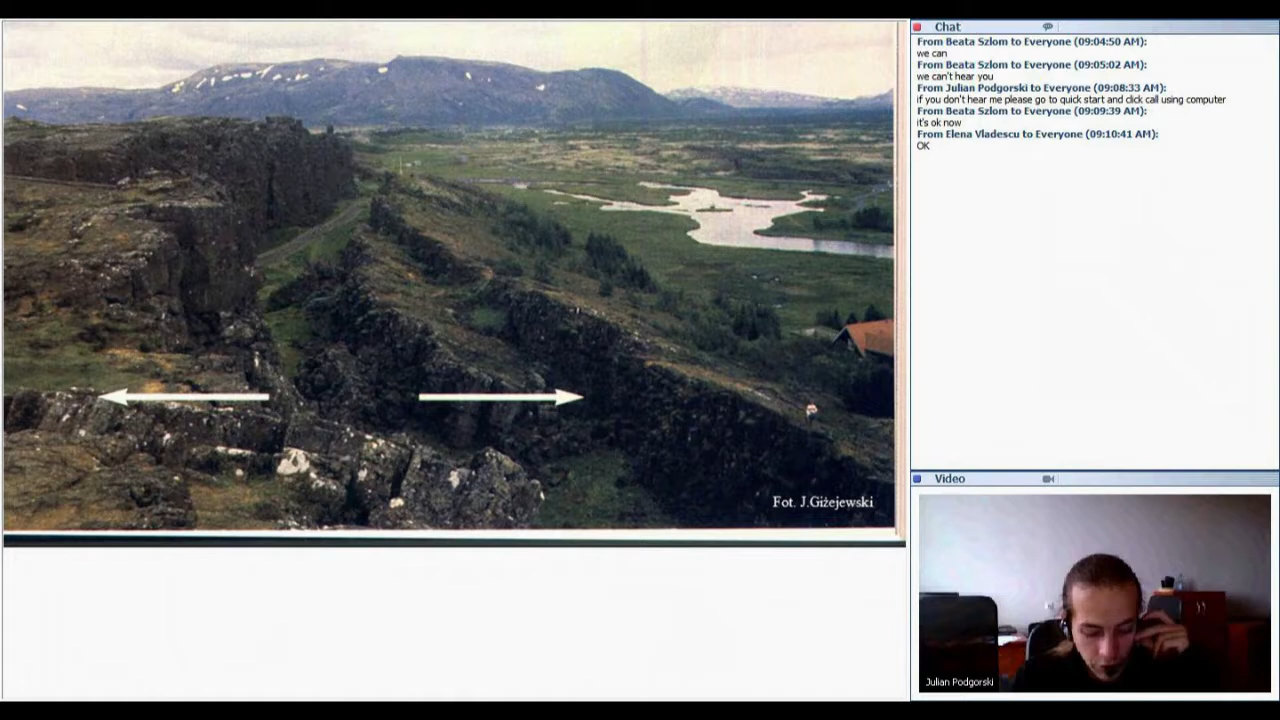 Fot. J.Giżejewski
Chat
From Beata Szlom to Everyone (09:04:50 AM):
we can
From Beata Szlom to Everyone (09:05:02 AM):
we can't hear you
From Julian Podgorski to Everyone (09:08:33 AM):
if you don't hear me please go to quick start and click call using computer
From Beata Szlom to Everyone (09:09:39 AM):
it's ok now
From Elena Vladescu to Everyone (09:10:41 AM):
OK
Video
Julian Podgorski